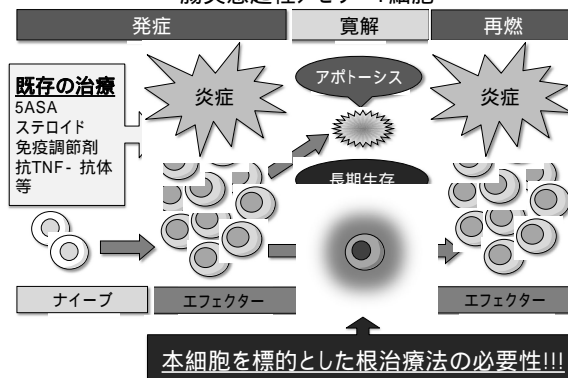 発症
寛解
再燃
既存の治療
5ASA
ステロイド
免疫調節剤
抗TNF- 抗体
等
炎症
アポトーシス
炎症
長期生存
ナイーブ
エフェクター
エフェクター
本細胞を標的とした根治療法の必要性!!!